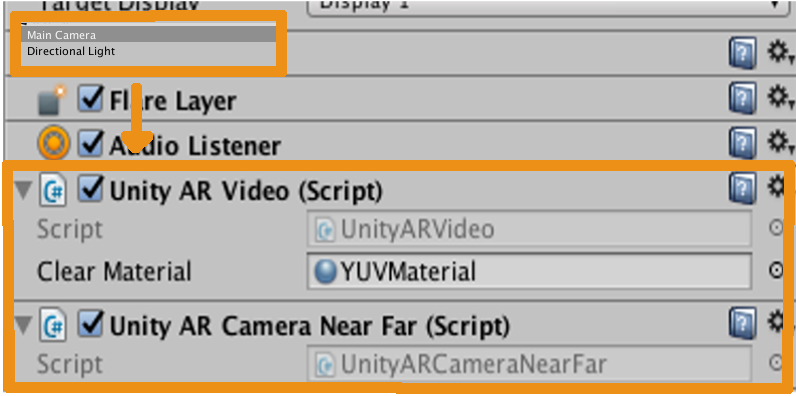 Target Display Display 1
Main Camera
Directional Light
Flare Layer
Audio Listener
Unity AR Video (Script)
Script UnityARVideo
Clear Material YUVMaterial
Unity AR Camera Near Far (Script)
Script UnityARCameraNearFar